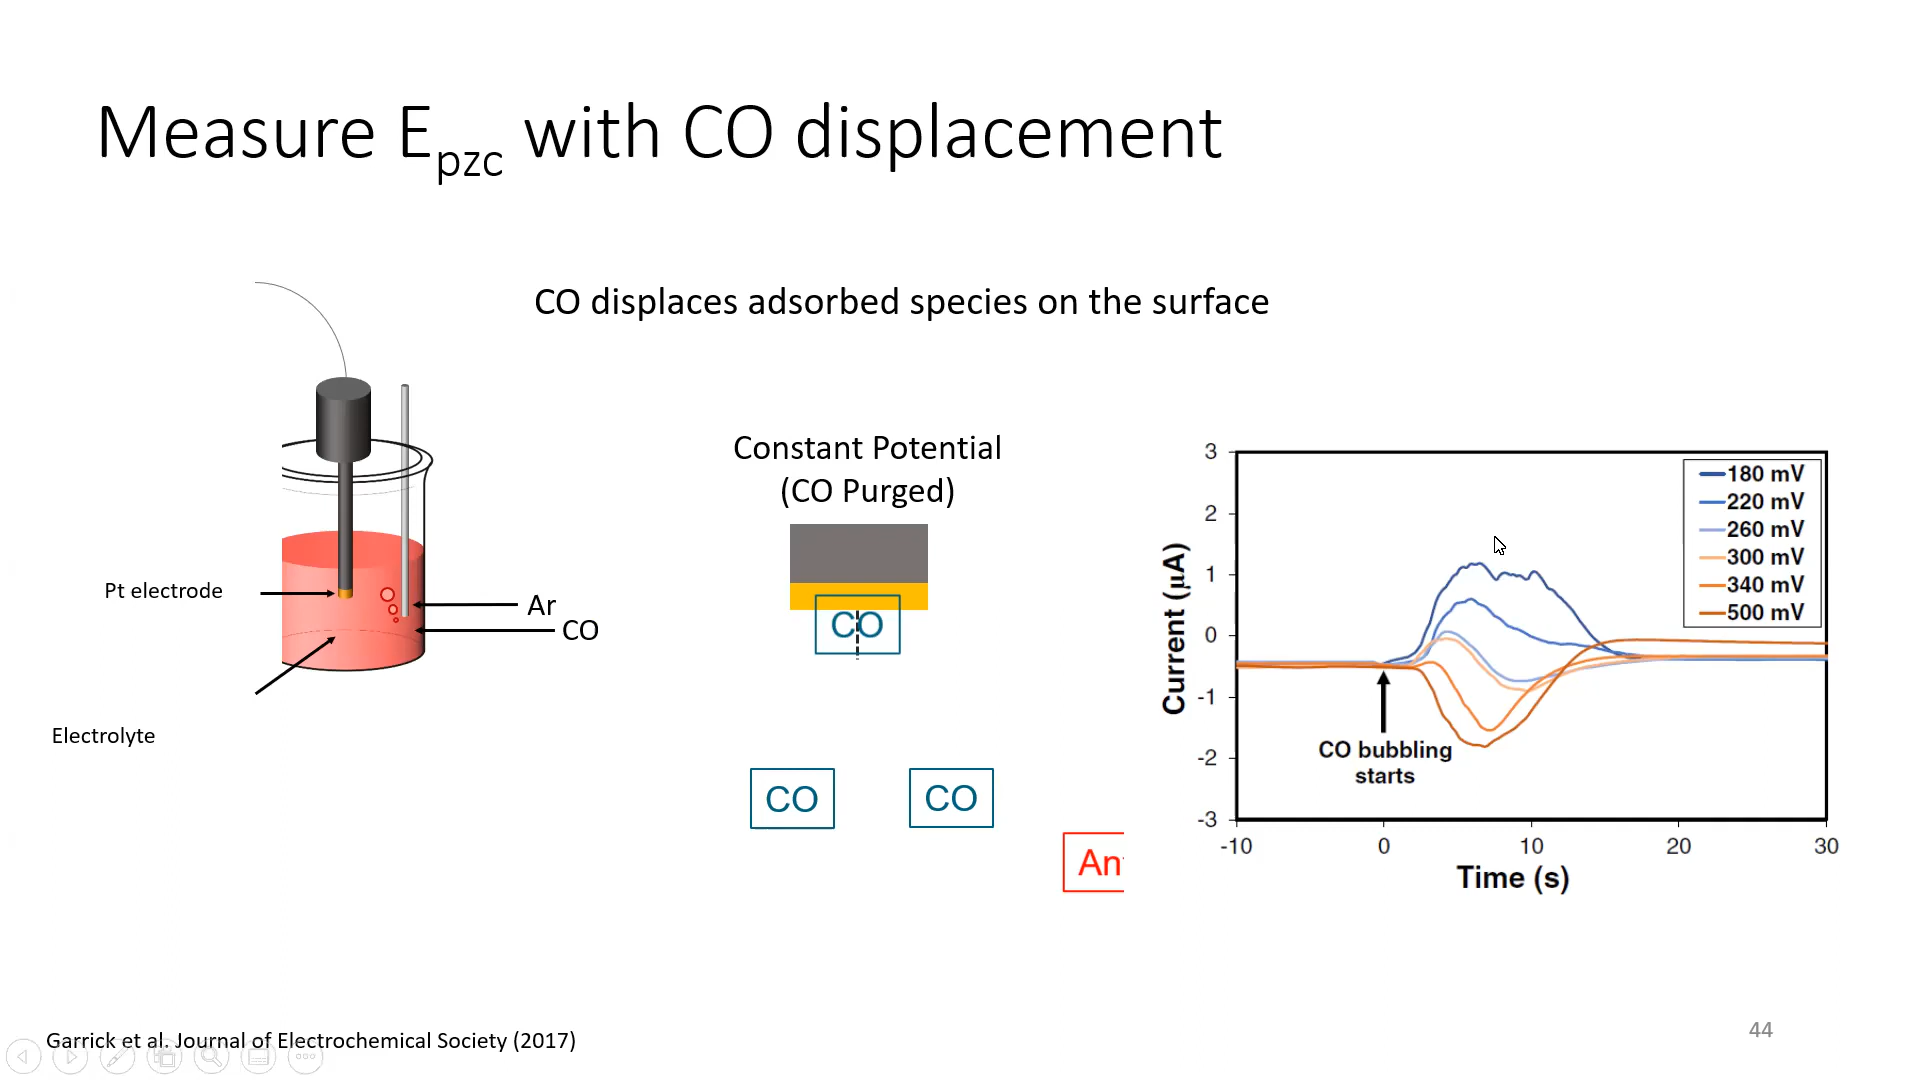 Measure Epzc with CO displacement
CO displaces adsorbed species on the surface
Pt electrode
Ar
CO
Electrolyte
Constant Potential
(CO Purged)
CO
CO
CO
An
3
2
1
0
-1
-2
-3
Current (μA)
180 mV
220 mV
260 mV
300 mV
340 mV
500 mV
CO bubbling
starts
-10
0
10
20
30
Time (s)
Garrick et al. Journal of Electrochemical Society (2017)
44